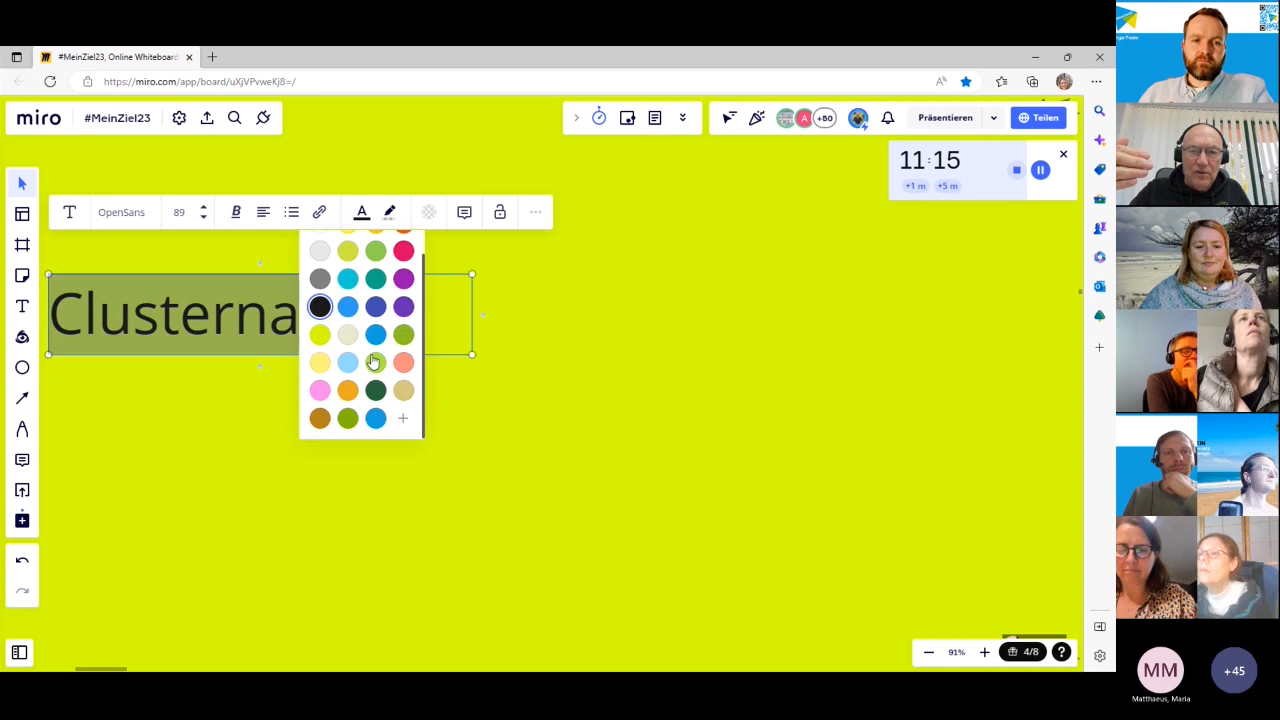 #MeinZiel23, Online Whiteboard
https://miro.com/app/board/uXjVPvweKj8=/
miro
#MeinZiel23
A
+50
Präsentieren
Teilen
11:15
+1 m
+5 m
OpenSans
89
B
A
Clusterna
91%
4/8
?
MM
+45
Matthaeus, Maria